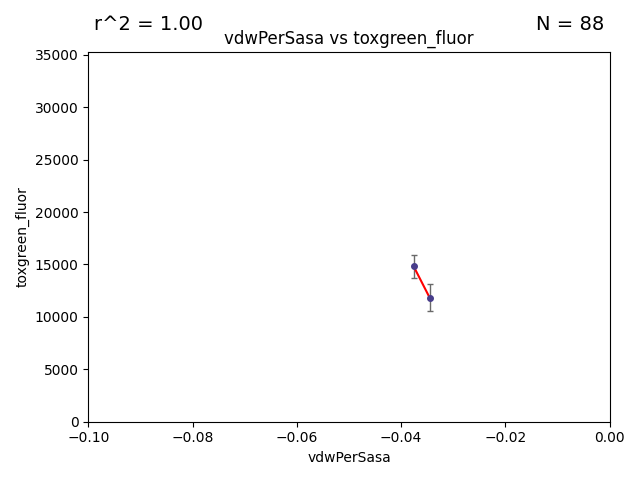 r^2 = 1.00
N = 88
vdwPerSasa vs toxgreen_fluor
35000
30000
25000
20000
15000
10000
5000
0
toxgreen_fluor
−0.10
−0.08
−0.06
−0.04
−0.02
0.00
vdwPerSasa